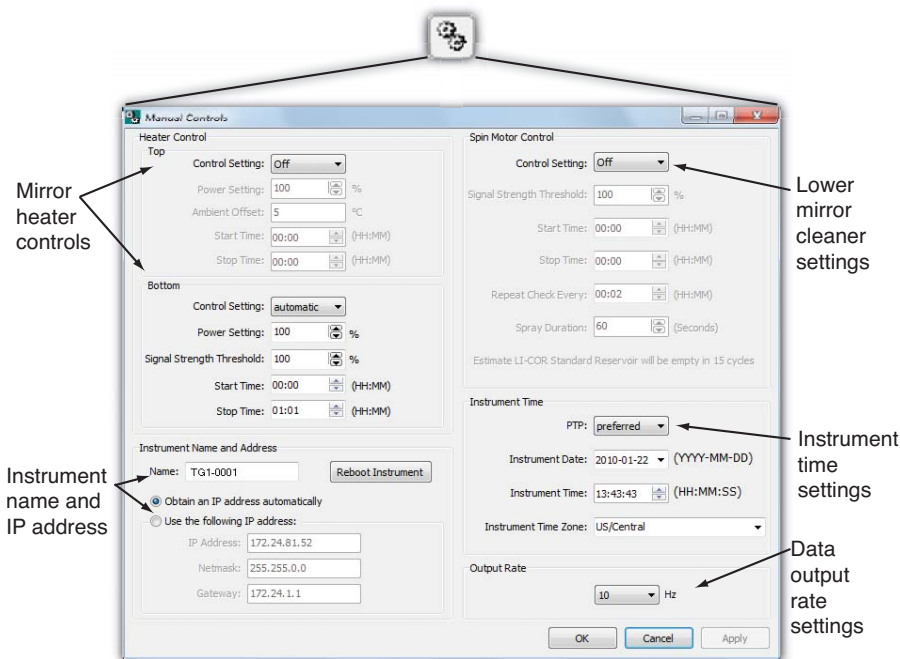 Manual Controls
Heater Control
Top
Control Setting: Off
Power Setting: 100 %
Ambient Offset: 5 °C
Start Time: 00:00 (HH:MM)
Stop Time: 00:00 (HH:MM)
Bottom
Control Setting: automatic
Power Setting: 100 %
Signal Strength Threshold: 100 %
Start Time: 00:00 (HH:MM)
Stop Time: 01:01 (HH:MM)
Instrument Name and Address
Name: TG1-0001 Reboot Instrument
Obtain an IP address automatically
Use the following IP address:
IP Address: 172.24.81.52
Netmask: 255.255.0.0
Gateway: 172.24.1.1
Spin Motor Control
Control Setting: Off
Signal Strength Threshold: 100 %
Start Time: 00:00 (HH:MM)
Stop Time: 00:00 (HH:MM)
Repeat Check Every: 00:02 (HH:MM)
Spray Duration: 60 (Seconds)
Estimate LI-COR Standard Reservoir will be empty in 15 cycles
Instrument Time
PTP: preferred
Instrument Date: 2010-01-22 (YYYY-MM-DD)
Instrument Time: 13:43:43 (HH:MM:SS)
Instrument Time Zone: US/Central
Output Rate
10 Hz
OK Cancel Apply
Mirror
heater
controls
Instrument
name and
IP address
Lower
mirror
cleaner
settings
Instrument
time
settings
Data
output
rate
settings